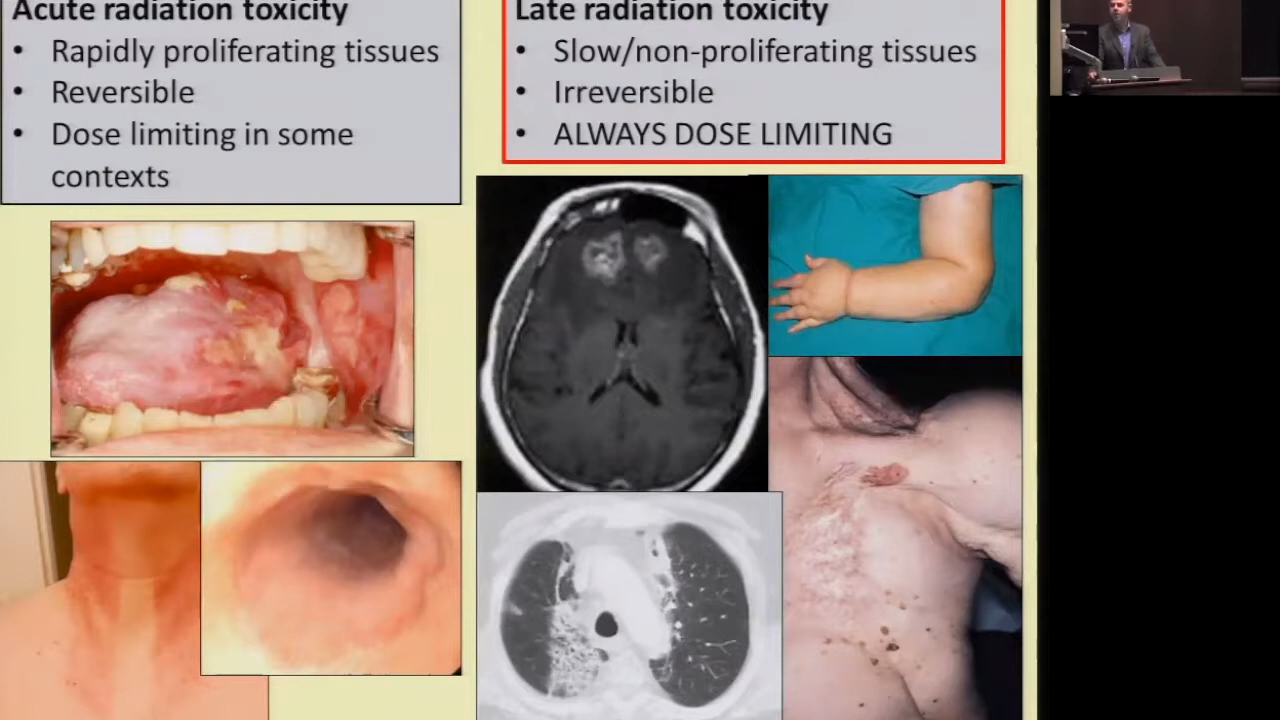 Acute radiation toxicity
• Rapidly proliferating tissues
• Reversible
• Dose limiting in some
contexts
Late radiation toxicity
• Slow/non-proliferating tissues
• Irreversible
• ALWAYS DOSE LIMITING